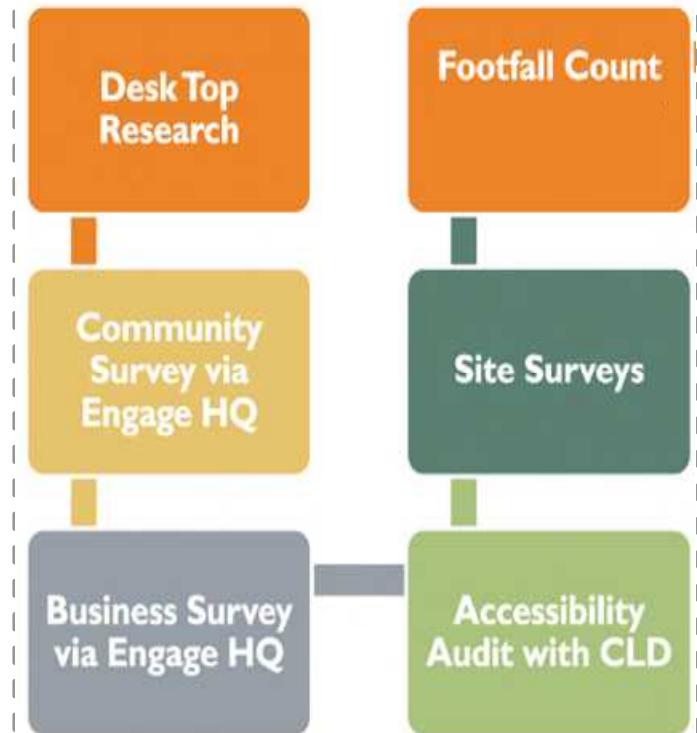 Desk Top
Research
Community
Survey via
Engage HQ
Business Survey
via Engage HQ
Accessibility
Audit with CLD
Site Surveys
Footfall Count